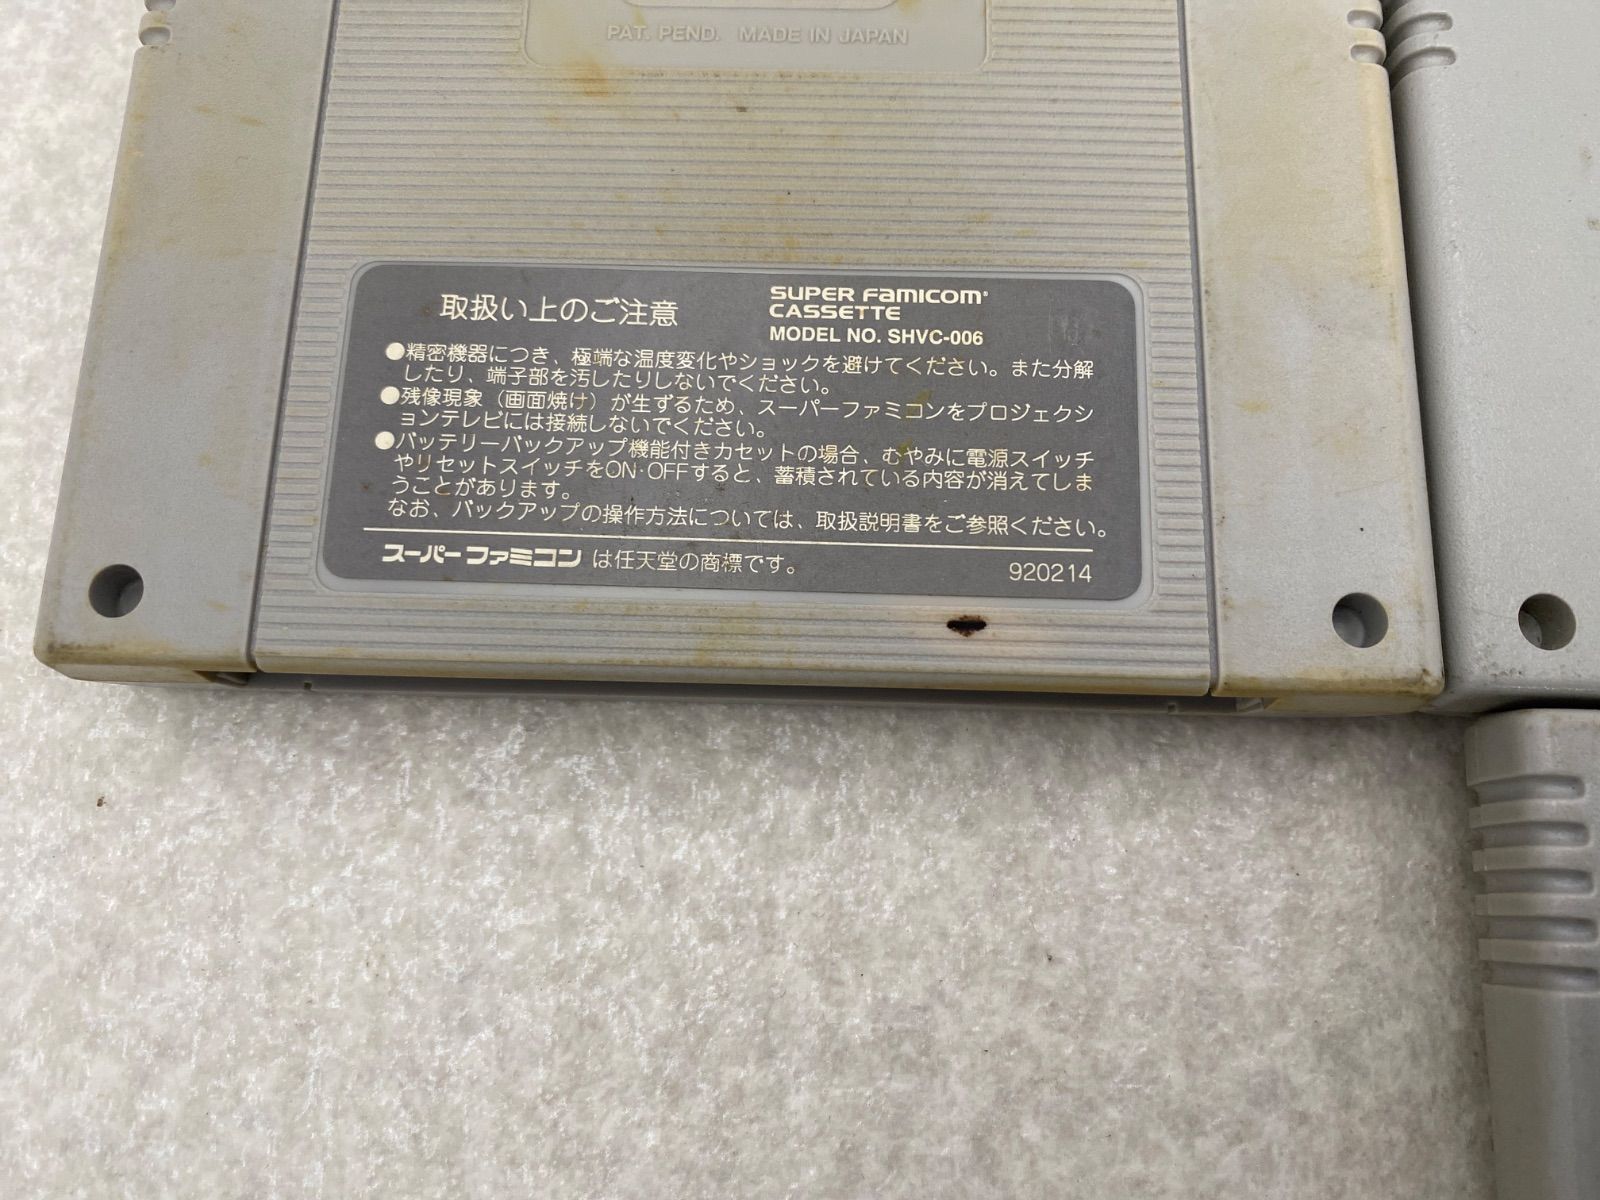 PAT. PEND. MADE IN JAPAN
取扱い上のご注意
SUPER FAMICOM
CASSETTE
MODEL NO. SHVC-006
●精密機器につき、極端な温度変化やショックを避けてください。また分解
したり、端子部を汚したりしないでください。
●残像現象（画面焼け）が生ずるため、スーパーファミコンをプロジェクシ
ョンテレビには接続しないでください。
●バッテリーバックアップ機能付きカセットの場合、むやみに電源スイッチ
やリセットスイッチをON・OFFすると、蓄積されている内容が消えてしま
うことがあります。
なお、バックアップの操作方法については、取扱説明書をご参照ください。
スーパーファミコン は任天堂の商標です。
920214